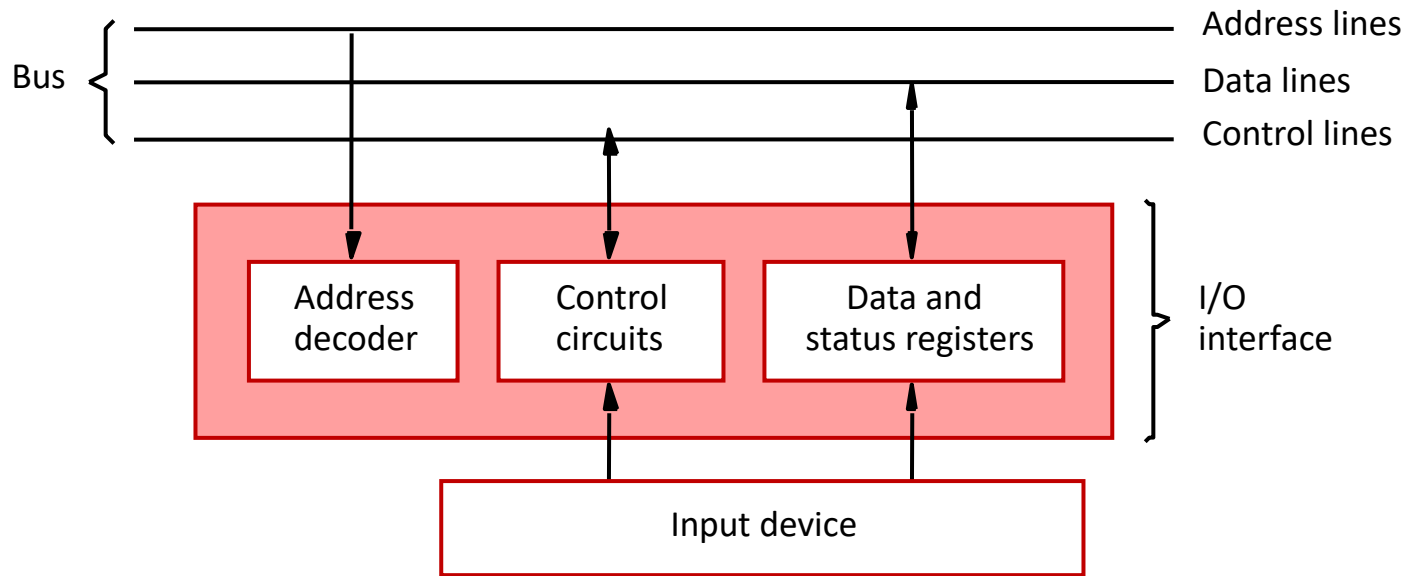 Address lines
Bus
Data lines
Control lines
Address
decoder
Control
circuits
Data and
status registers
I/O
interface
Input device